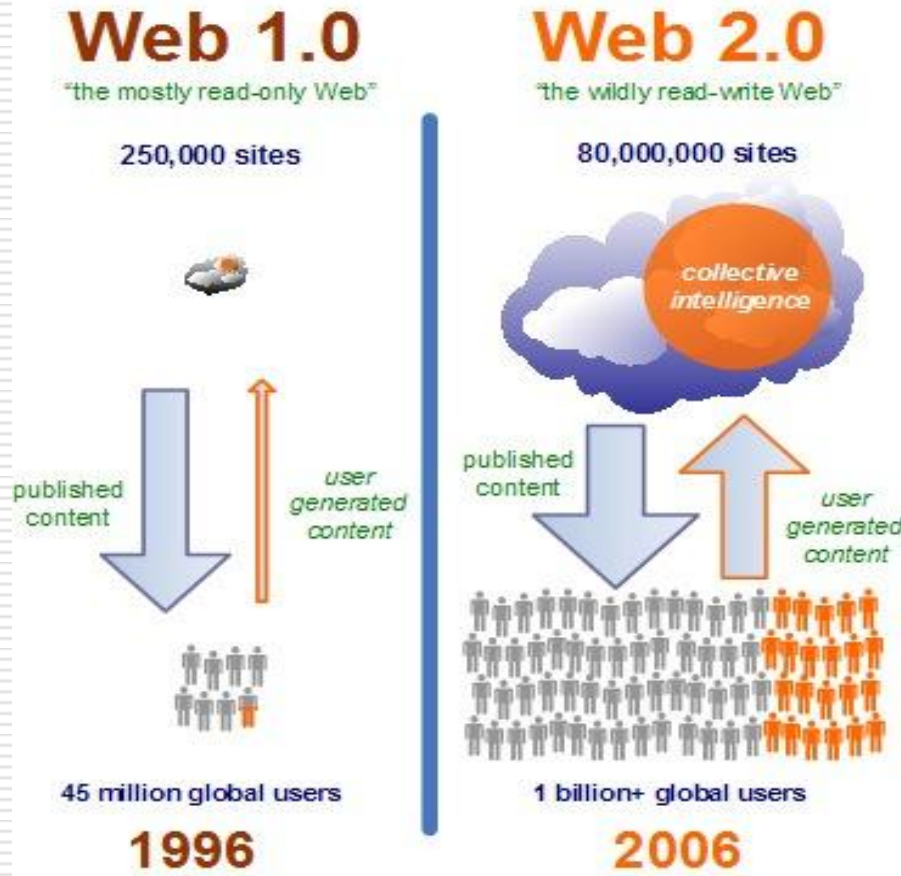 Web 1.0
"the mostly read-only Web"
250,000 sites
published
content
user
generated
content
45 million global users
1996
Web 2.0
"the wildly read-write Web"
80,000,000 sites
collective
intelligence
published
content
user
generated
content
1 billion+ global users
2006